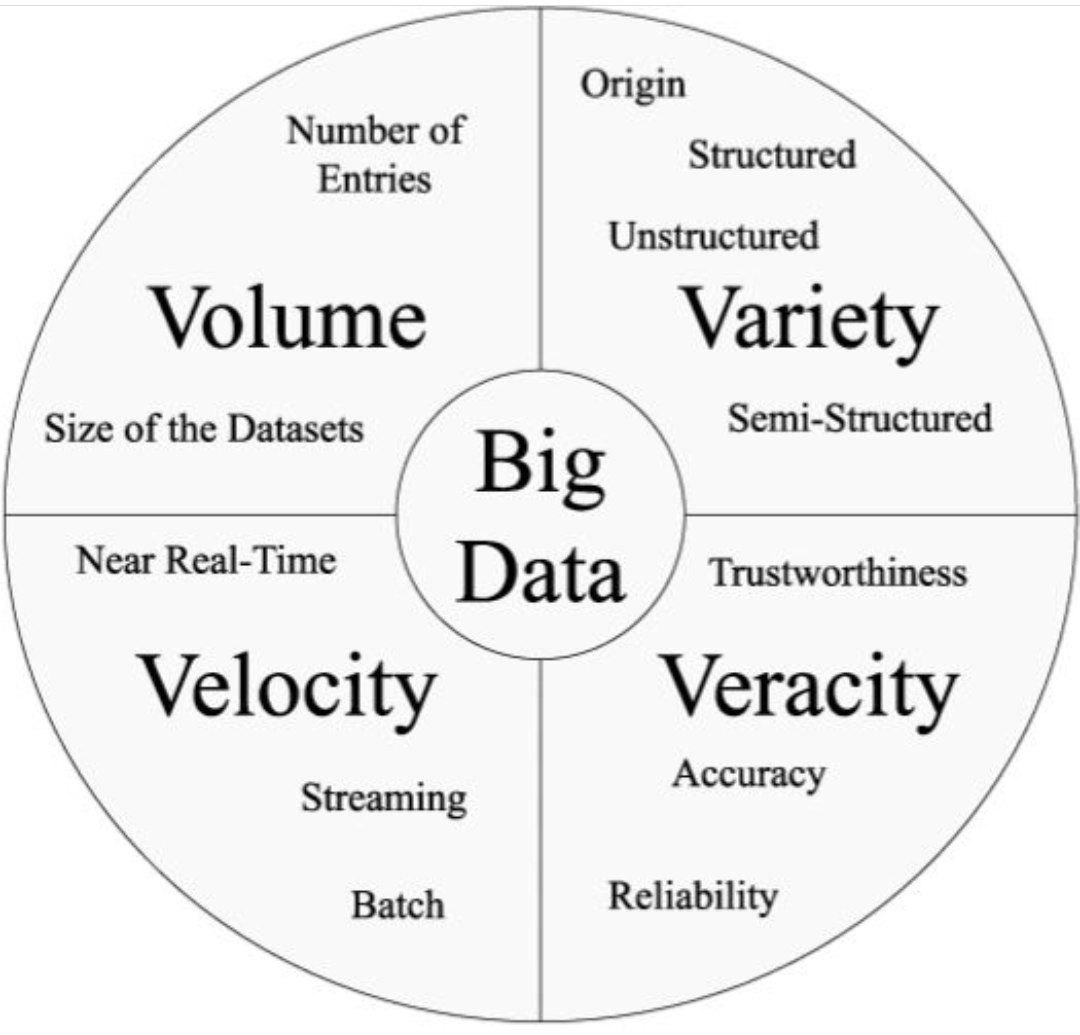 Number of
Entries
Volume
Size of the Datasets
Origin
Structured
Unstructured
Variety
Semi-Structured
Big
Data
Near Real-Time
Velocity
Streaming
Batch
Trustworthiness
Veracity
Accuracy
Reliability